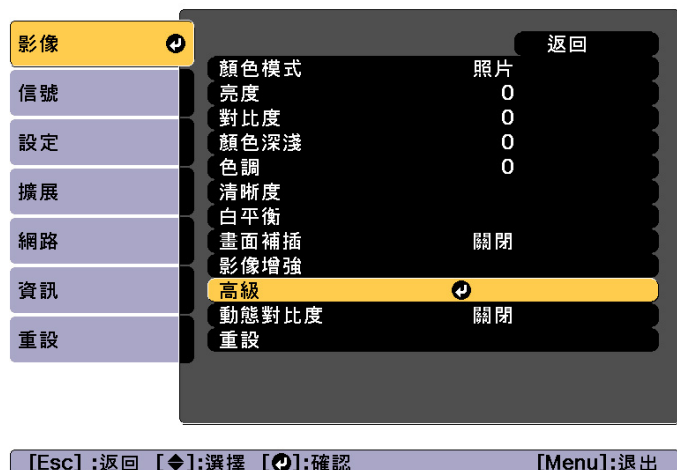 影像
信號
設定
擴展
網路
資訊
重設
返回
顏色模式 照片
亮度 0
對比度 0
顏色深淺 0
色調 0
清晰度
白平衡
畫面補插 關閉
影像增強
高級
動態對比度 關閉
重設
[Esc] :返回 [◆]:選擇 [↵]:確認 [Menu]:退出